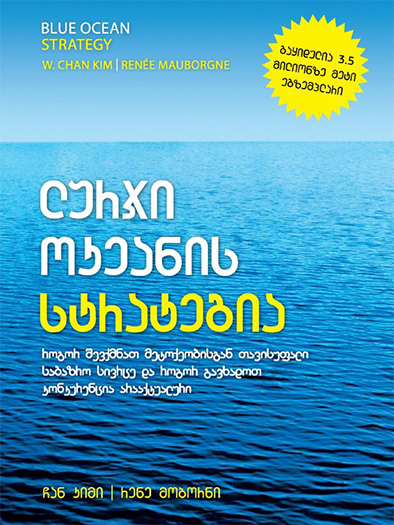 BLUE OCEAN
STRATEGY
W. CHAN KIM | RENÉE MAUBORGNE
გაყიდულია 3.5
მილიონზე მეტი
ეგზემპლარი
ლურჯი
ოკეანის
სტრატეგია
როგორ შევქმნათ მეტოქეობისგან თავისუფალი
საბაზრო სივრცე და როგორ გავხადოთ
კონკურენცია არააქტუალური
ჩან კიმი | რენე მობორნი